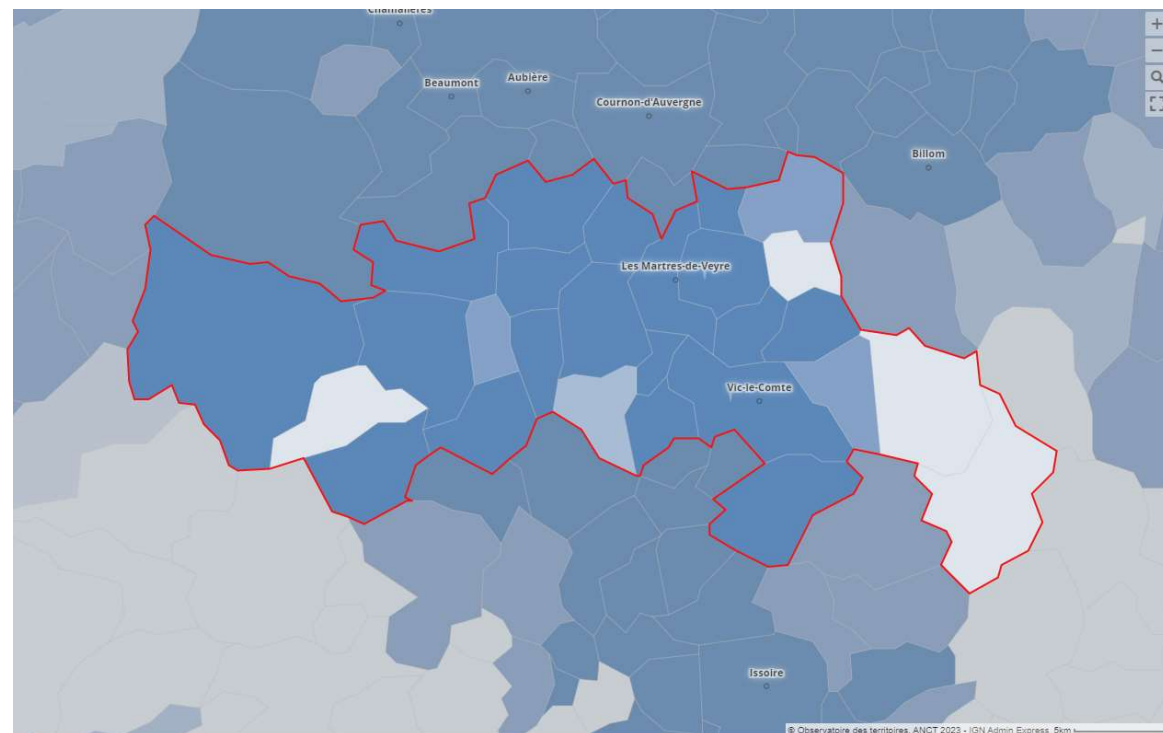 Chamalières
+
−
Beaumont
Aubière
Cournon-d'Auvergne
Billom
Les Martres-de-Veyre
Vic-le-Comte
Issoire
© Observatoire des territoires, ANCT 2023 - IGN Admin Express 5km